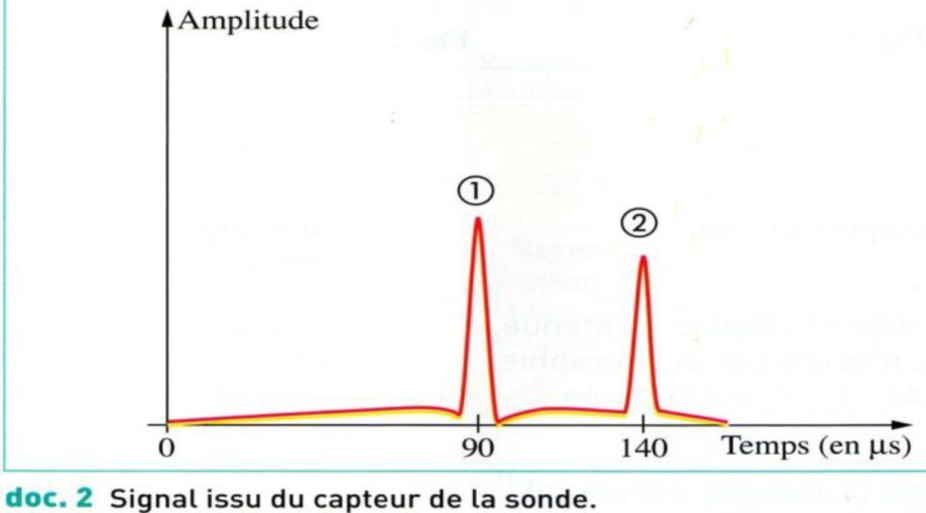 Amplitude
①
②
0 90 140 Temps (en μs)
doc. 2 Signal issu du capteur de la sonde.